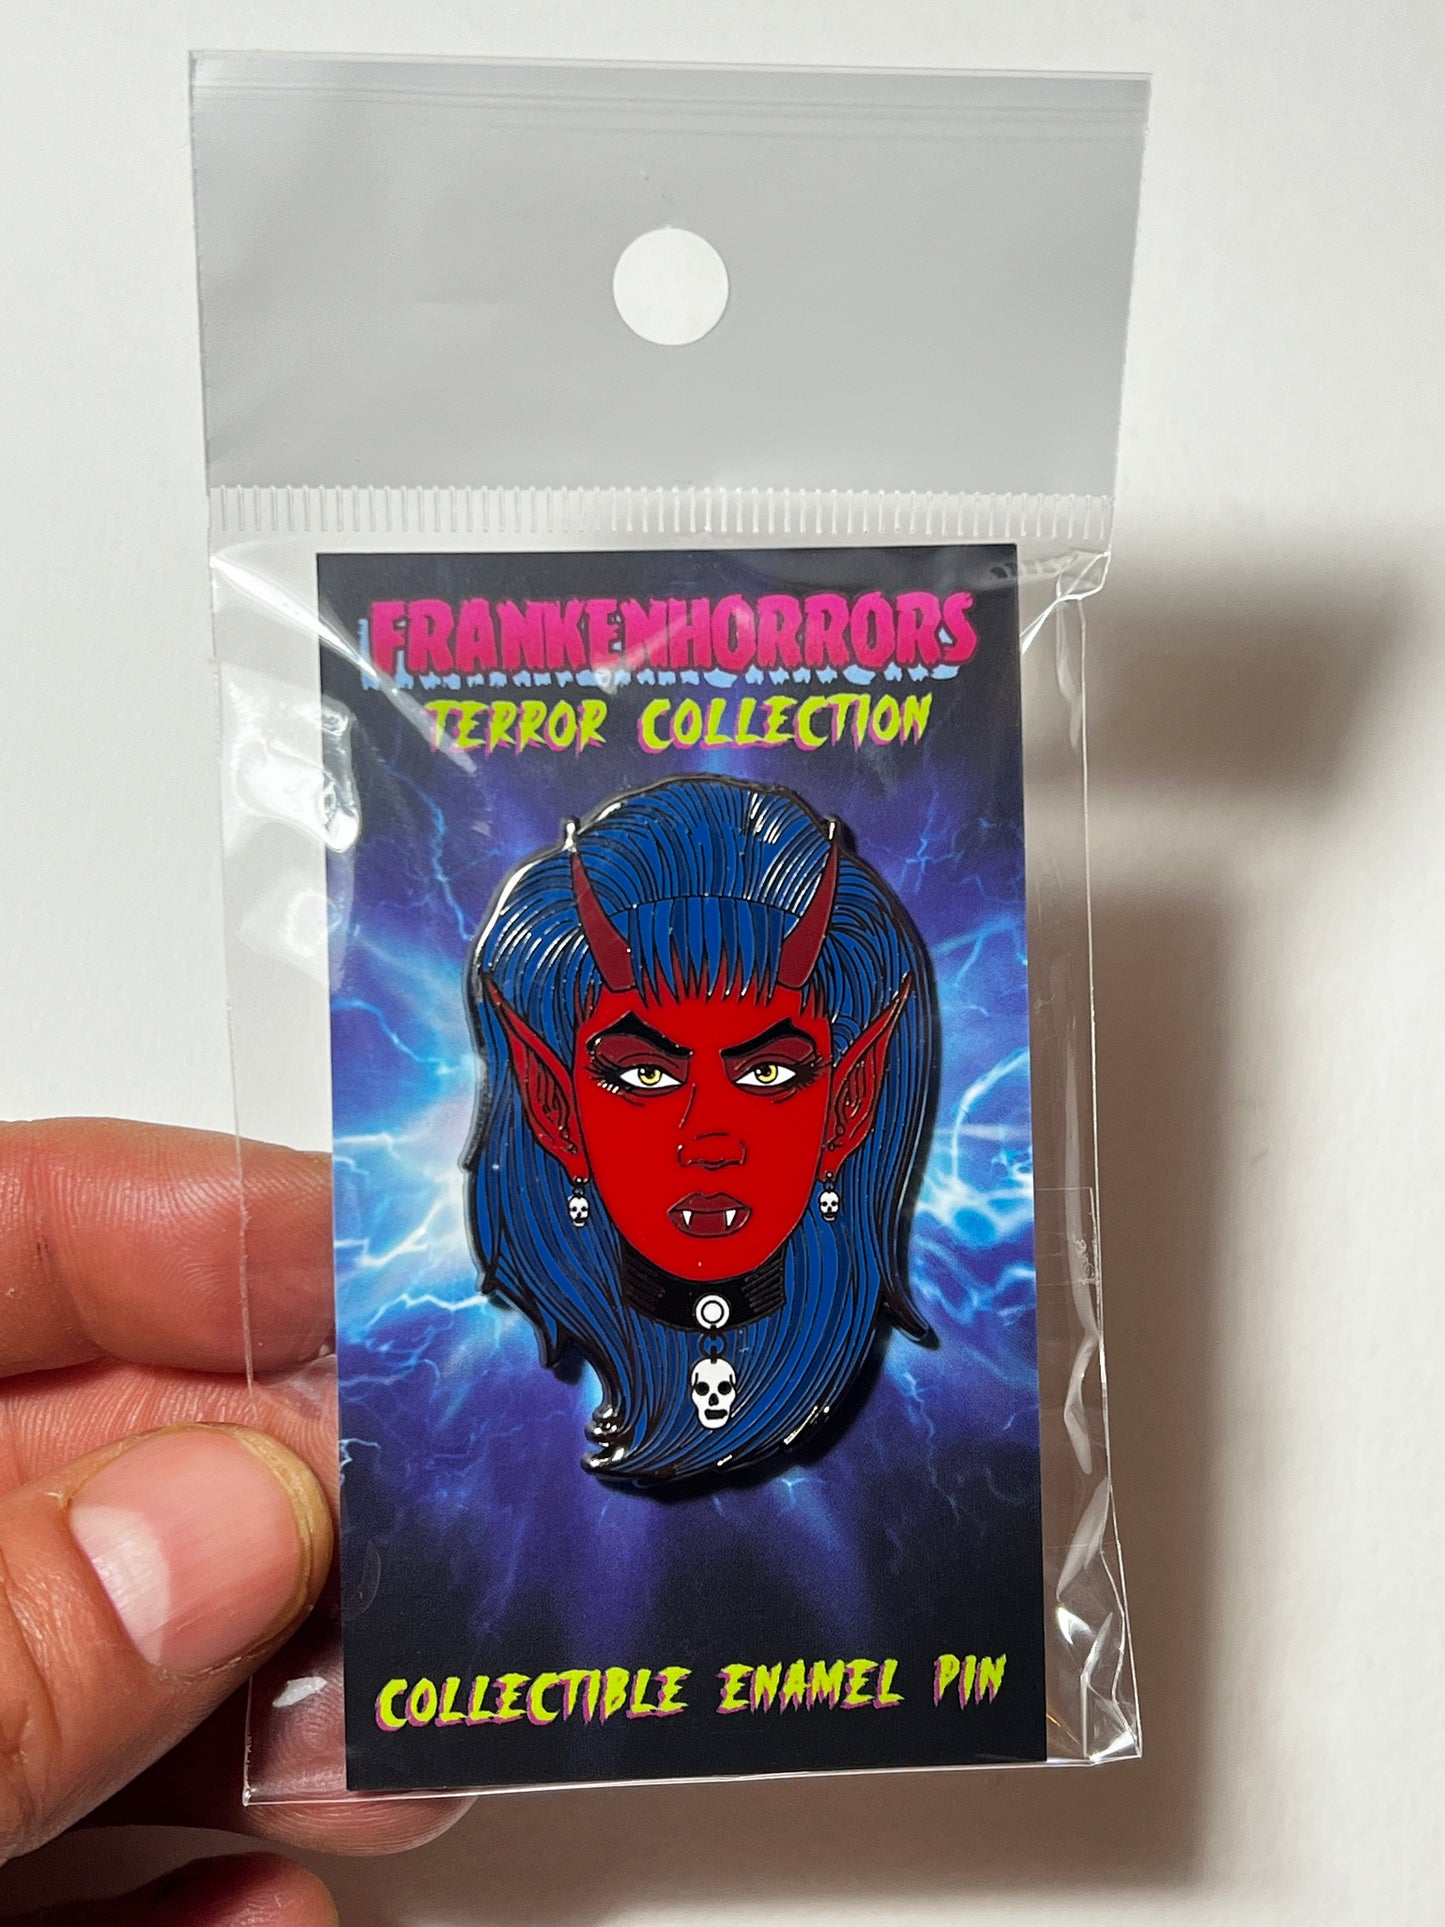 FRANKENHORRORS
TERROR COLLECTION
COLLECTIBLE ENAMEL PIN